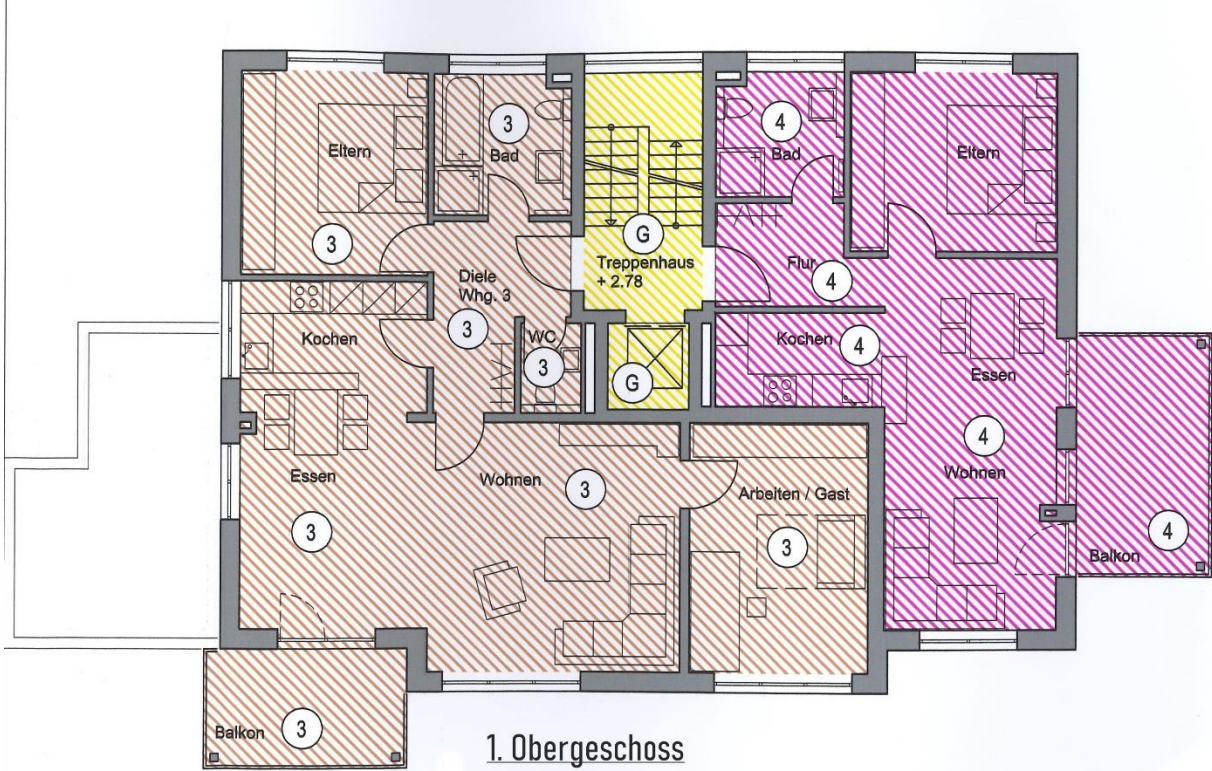 Eltern
3
3
Bad
G
Treppenhaus
+ 2.78
4
Bad
Eltern
Diele
Whg. 3
3
Flur
4
Kochen
WC
3
G
Kochen
4
Essen
Essen
3
Wohnen
3
Arbeiten / Gast
3
4
Wohnen
Balkon
4
Balkon
3
1. Obergeschoss